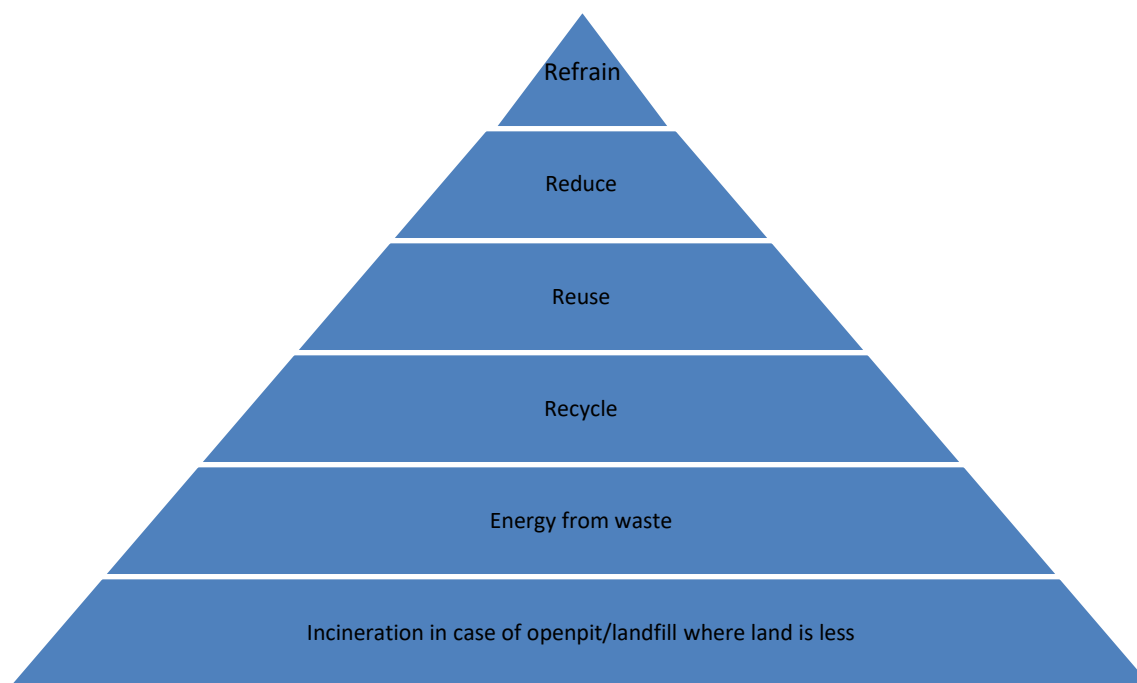 Refrain
Reduce
Reuse
Recycle
Energy from waste
Incineration in case of openpit/landfill where land is less